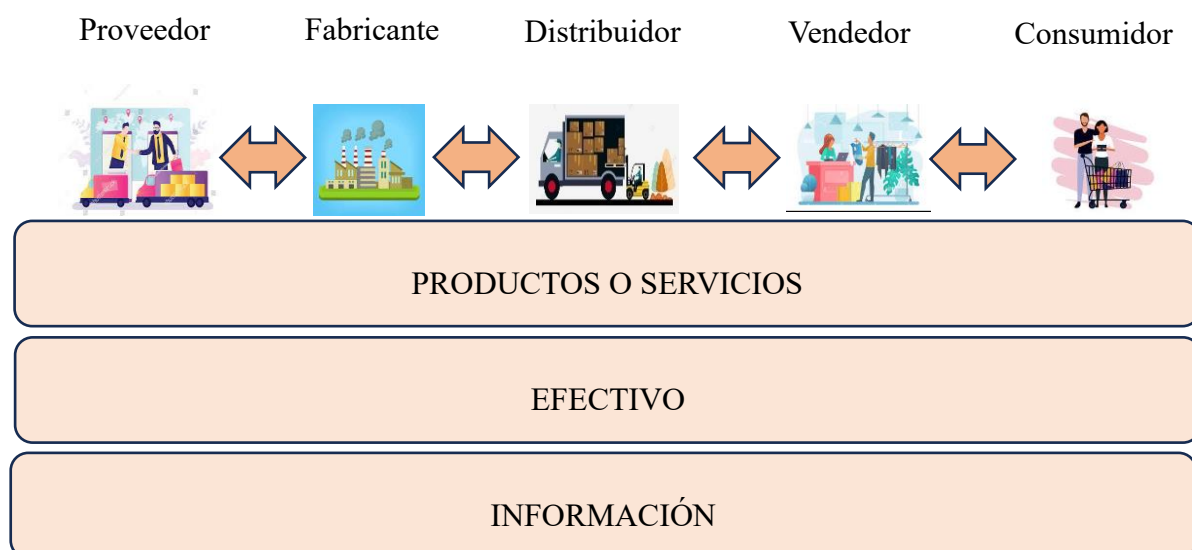 Proveedor Fabricante Distribuidor Vendedor Consumidor
PRODUCTOS O SERVICIOS
EFECTIVO
INFORMACIÓN